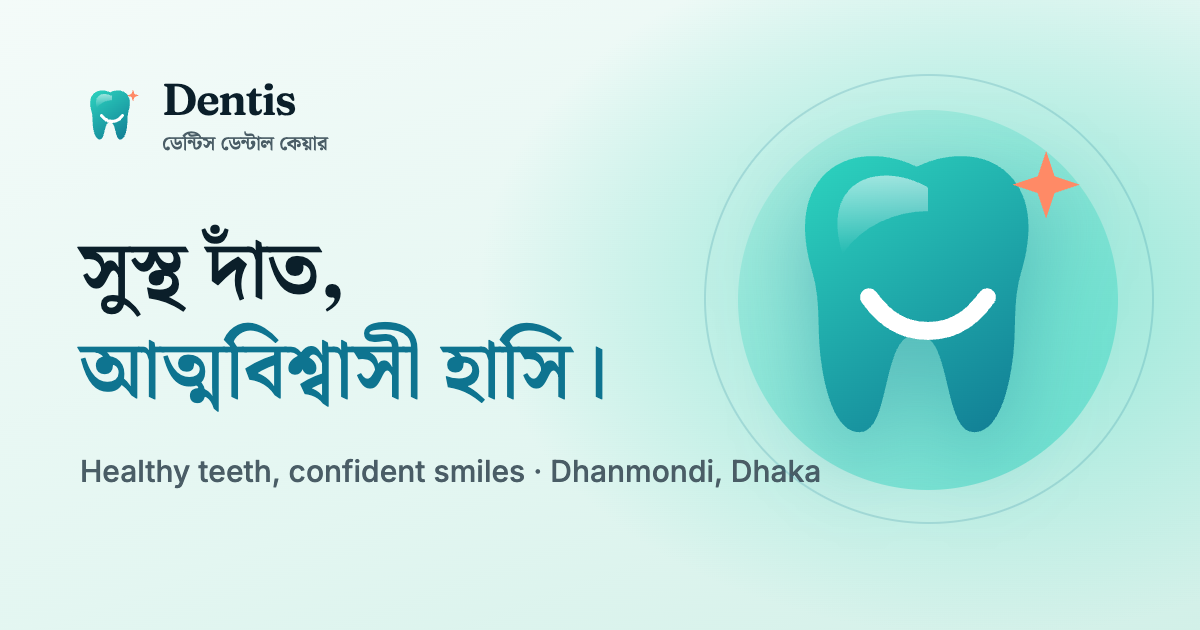 Dentis
ডেন্টিস ডেন্টাল কেয়ার
সুস্থ দাঁত,
আত্মবিশ্বাসী হাসি।
Healthy teeth, confident smiles · Dhanmondi, Dhaka